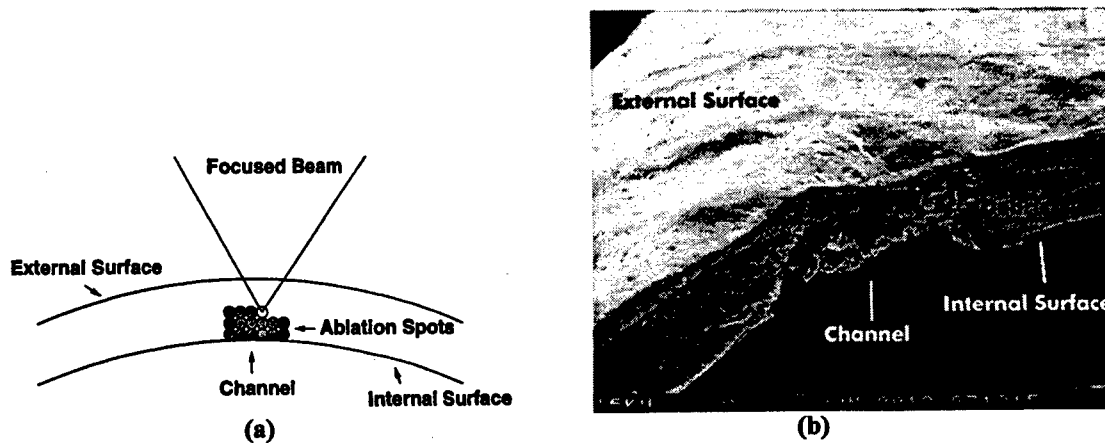 Focused Beam
External Surface
Ablation Spots
Channel
Internal Surface
(a)
External Surface
Internal Surface
Channel
(b)